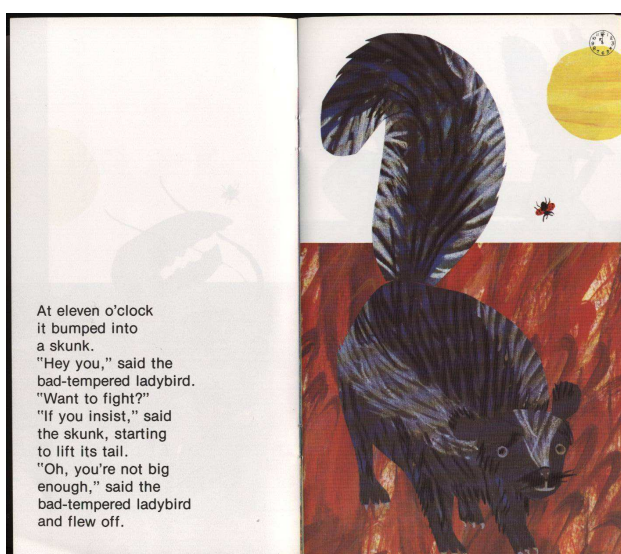 At eleven o'clock
it bumped into
a skunk.
"Hey you," said the
bad-tempered ladybird.
"Want to fight?"
"If you insist," said
the skunk, starting
to lift its tail.
"Oh, you're not big
enough," said the
bad-tempered ladybird
and flew off.